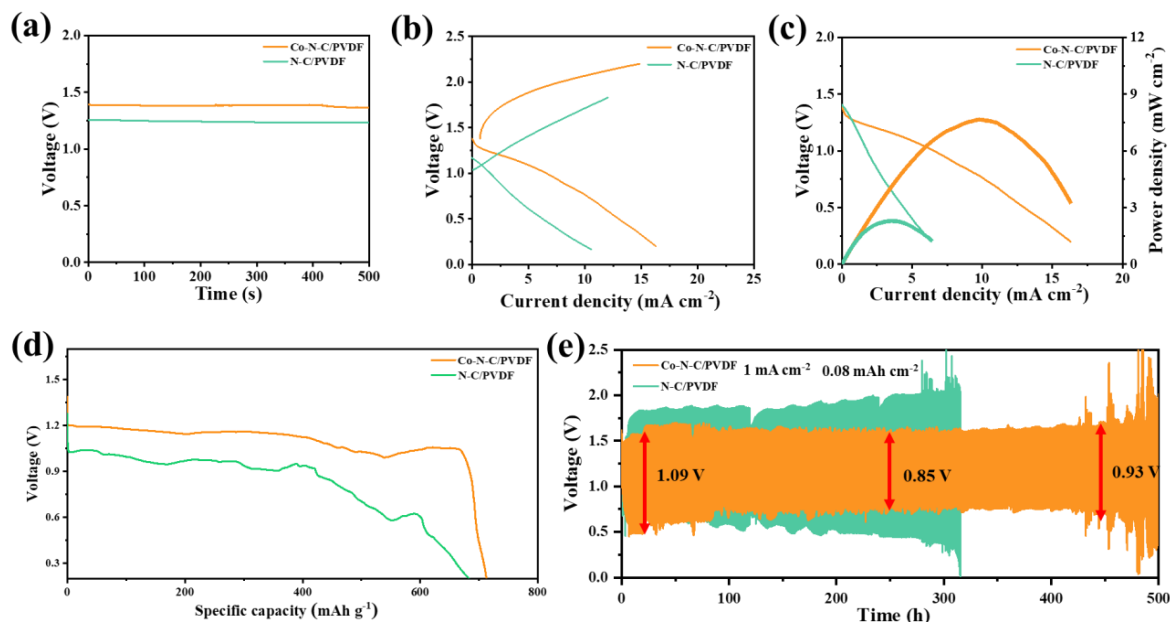 (a)
2.0
1.5
1.0
0.5
0.0
Voltage (V)
Co-N-C/PVDF
N-C/PVDF
0 100 200 300 400 500
Time (s)
(b)
2.5
2.0
1.5
1.0
0.5
0.0
Voltage (V)
Co-N-C/PVDF
N-C/PVDF
0 5 10 15 20 25
Current dencity (mA cm⁻²)
(c)
2.0
1.5
1.0
0.5
0.0
Voltage (V)
Co-N-C/PVDF
N-C/PVDF
12
10
8
6
4
2
0
Power density (mW cm⁻²)
0 5 10 15 20
Current dencity (mA cm⁻²)
(d)
1.5
1.2
0.9
0.6
0.3
Voltage (V)
Co-N-C/PVDF
N-C/PVDF
0 200 400 600 800
Specific capacity (mAh g⁻¹)
(e)
2.5
2.0
1.5
1.0
0.5
0.0
Voltage (V)
Co-N-C/PVDF 1 mA cm⁻² 0.08 mAh cm⁻²
N-C/PVDF
1.09 V
0.85 V
0.93 V
0 100 200 300 400 500
Time (h)